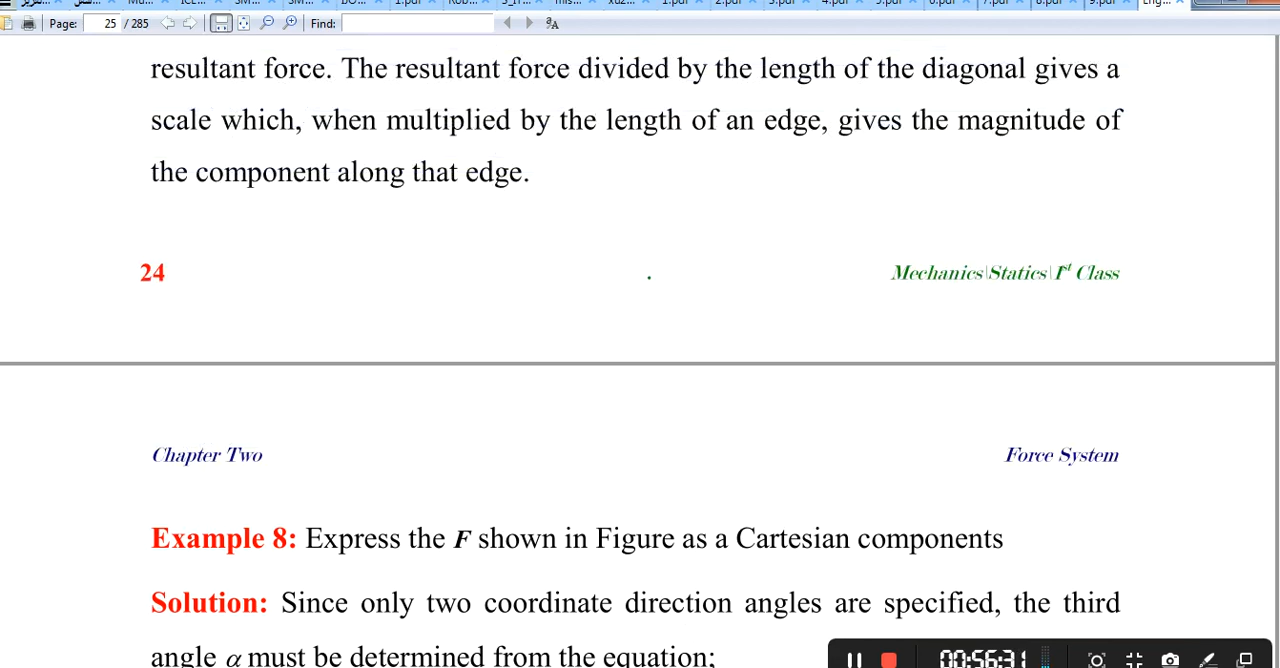 Page: 25 / 285 Find:
resultant force. The resultant force divided by the length of the diagonal gives a
scale which, when multiplied by the length of an edge, gives the magnitude of
the component along that edge.
24 Mechanics\Statics\1st Class
Chapter Two Force System
Example 8: Express the F shown in Figure as a Cartesian components
Solution: Since only two coordinate direction angles are specified, the third
angle α must be determined from the equation;
00:56:31